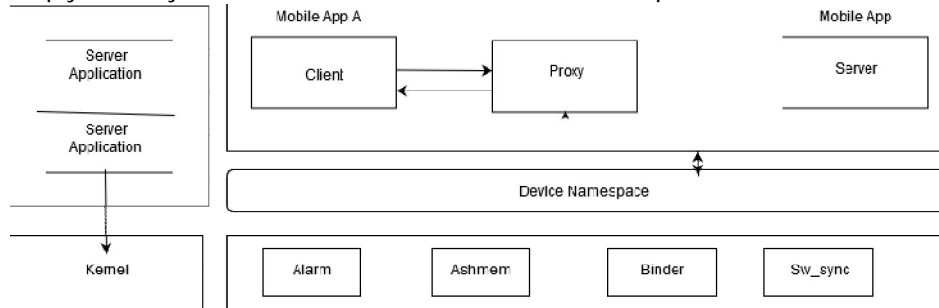 Mobile App A
Mobile App
Server
Application
Client
Proxy
Server
Server
Application
Device Namespace
Kernel
Alarm
Ashmem
Binder
Sw_sync